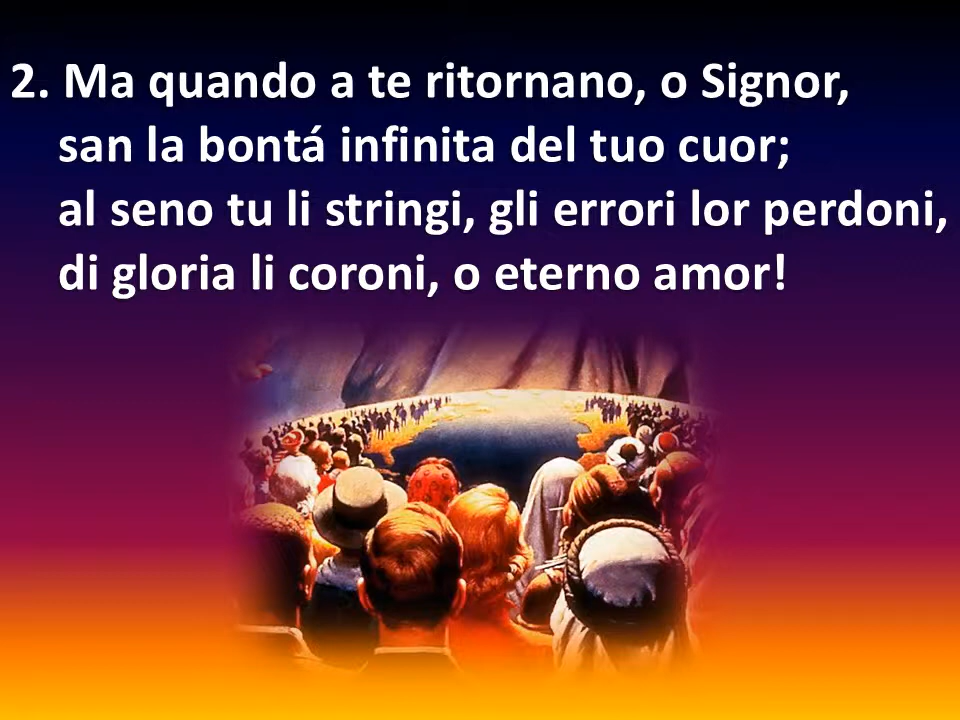 2. Ma quando a te ritornano, o Signor,
san la bontá infinita del tuo cuor;
al seno tu li stringi, gli errori lor perdoni,
di gloria li coroni, o eterno amor!